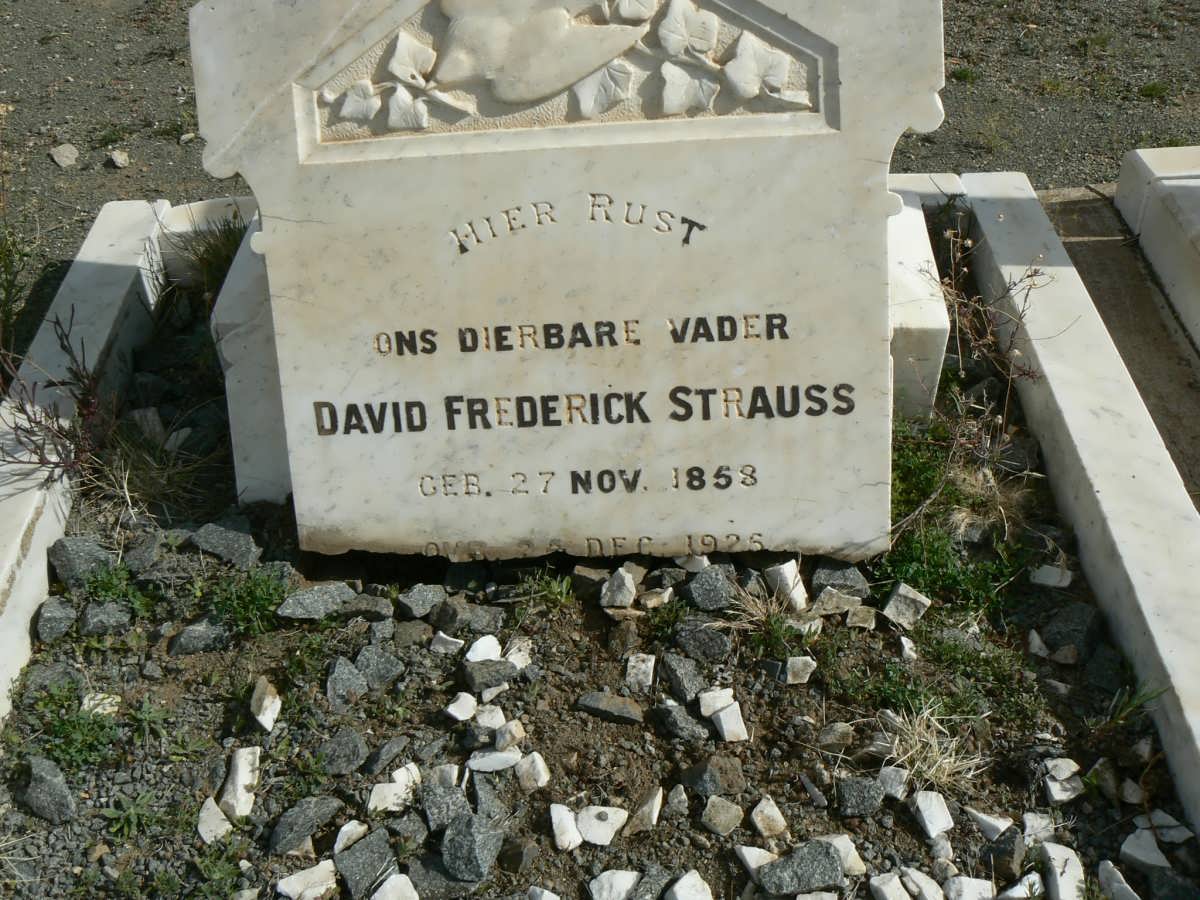 HIER RUST
ONS DIERBARE VADER
DAVID FREDERICK STRAUSS
GEB. 27 NOV. 1858
DEC. 1926